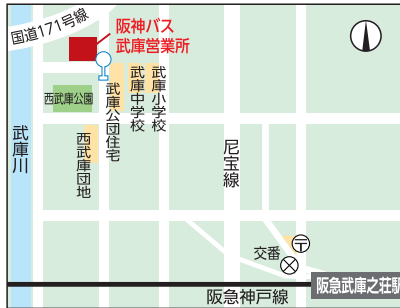 国道171号線
阪神バス
武庫営業所
西武庫公園
武庫公団住宅
武庫中学校
武庫小学校
西武庫団地
武庫川
尼宝線
交番
〒
阪急武庫之荘駅
阪急神戸線